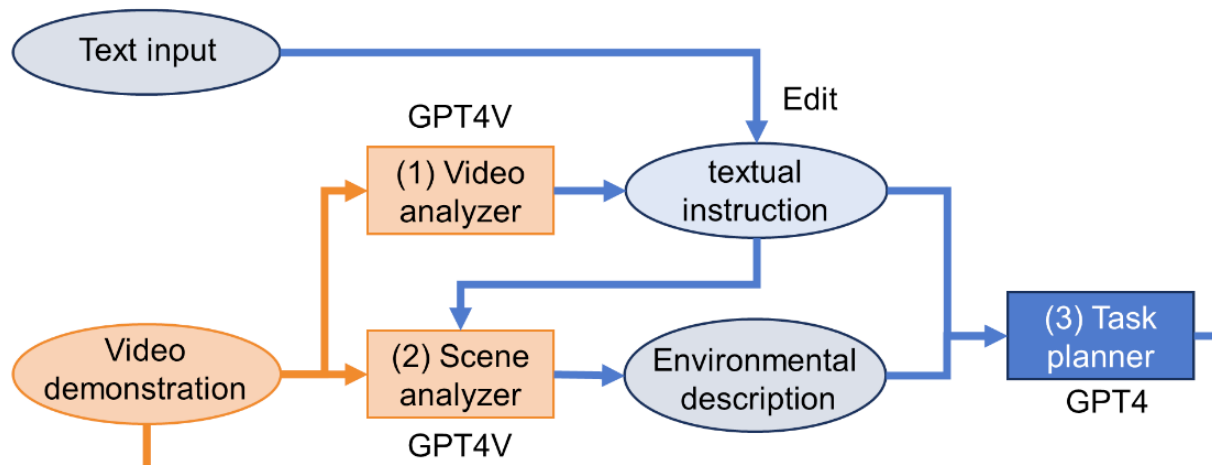 Text input
Edit
GPT4V
(1) Video
analyzer
textual
instruction
Video
demonstration
(2) Scene
analyzer
GPT4V
Environmental
description
(3) Task
planner
GPT4